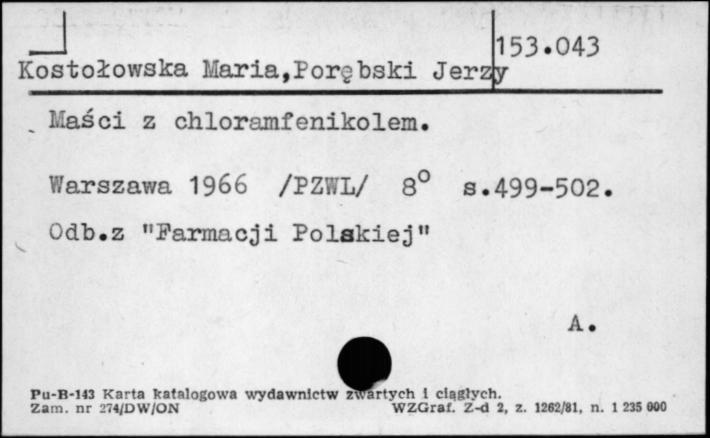 153.043
Kostołowska Maria,Porębski Jerzy
Maści z chloramfenikolem.
Warszawa 1966 /PZWL/ 8° s.499-502.
Odb.z "Farmacji Polskiej"
A.
Pu-B-143 Karta katalogowa wydawnictw zwartych i ciągłych.
Zam. nr 274/DW/ON WZGraf. Z-d 2, z. 1262/81, n. 1 235 000